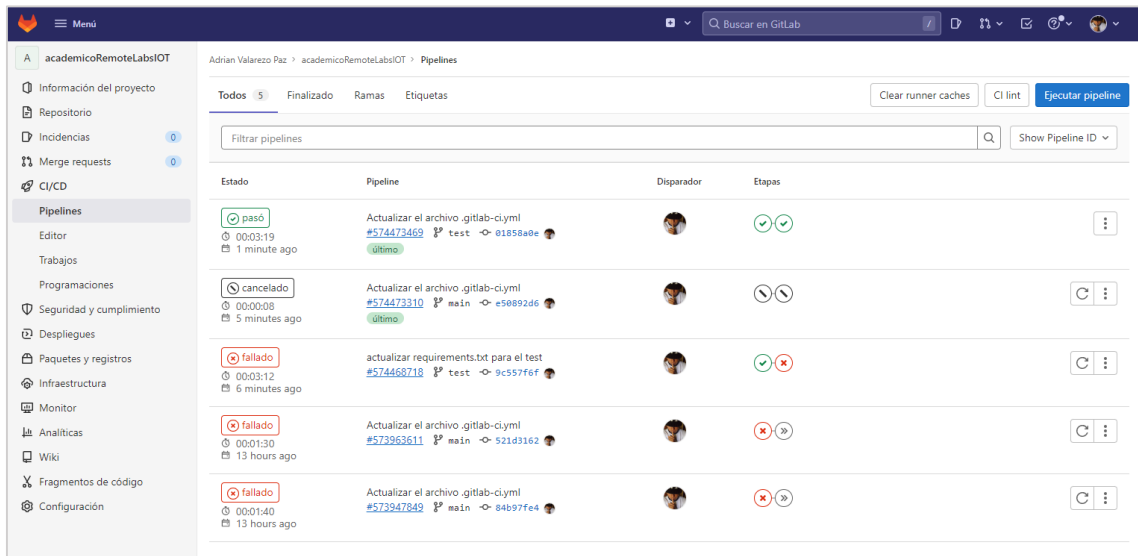 Menú
Buscar en GitLab
/
A academicoRemoteLabsIOT
Información del proyecto
Repositorio
Incidencias 0
Merge requests 0
CI/CD
Pipelines
Editor
Trabajos
Programaciones
Seguridad y cumplimiento
Despliegues
Paquetes y registros
Infraestructura
Monitor
Analíticas
Wiki
Fragmentos de código
Configuración
Adrian Valarezo Paz > academicoRemoteLabsIOT > Pipelines
Todos 5 Finalizado Ramas Etiquetas
Clear runner caches CI lint Ejecutar pipeline
Filtrar pipelines Show Pipeline ID
Estado Pipeline Disparador Etapas
pasó Actualizar el archivo .gitlab-ci.yml
00:03:19 #574473469 test 01858a0e
1 minute ago último
cancelado Actualizar el archivo .gitlab-ci.yml
00:00:08 #574473310 main e50892d6
5 minutes ago último
fallado actualizar requirements.txt para el test
00:03:12 #574468718 test 9c557f6f
6 minutes ago
fallado Actualizar el archivo .gitlab-ci.yml
00:01:30 #573963611 main 521d3162
13 hours ago
fallado Actualizar el archivo .gitlab-ci.yml
00:01:40 #573947849 main 84b97fe4
13 hours ago